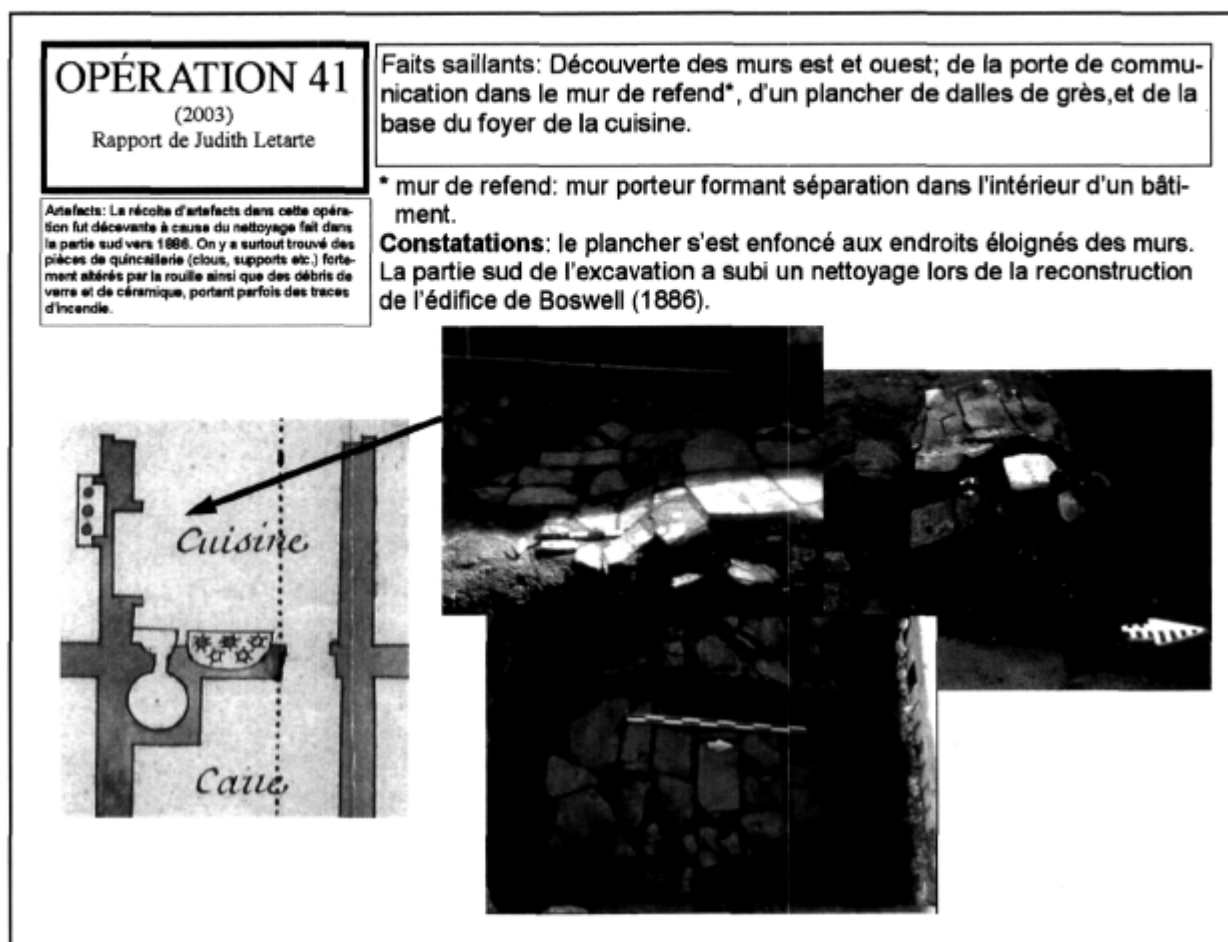 OPÉRATION 41
(2003)
Rapport de Judith Letarte
Faits saillants: Découverte des murs est et ouest; de la porte de commu-
nication dans le mur de refend*, d'un plancher de dalles de grès,et de la
base du foyer de la cuisine.
* mur de refend: mur porteur formant séparation dans l'intérieur d'un bâti-
ment.
Constatations: le plancher s'est enfoncé aux endroits éloignés des murs.
La partie sud de l'excavation a subi un nettoyage lors de la reconstruction
de l'édifice de Boswell (1886).
Artefacts: La récolte d'artefacts dans cette opéra-
tion fut décevante à cause du nettoyage fait dans
la partie sud vers 1886. On y a surtout trouvé des
pièces de quincaillerie (clous, supports etc.) forte-
ment altérés par la rouille ainsi que des débris de
verre et de céramique, portant parfois des traces
d'incendie.
Cuisine
Caue